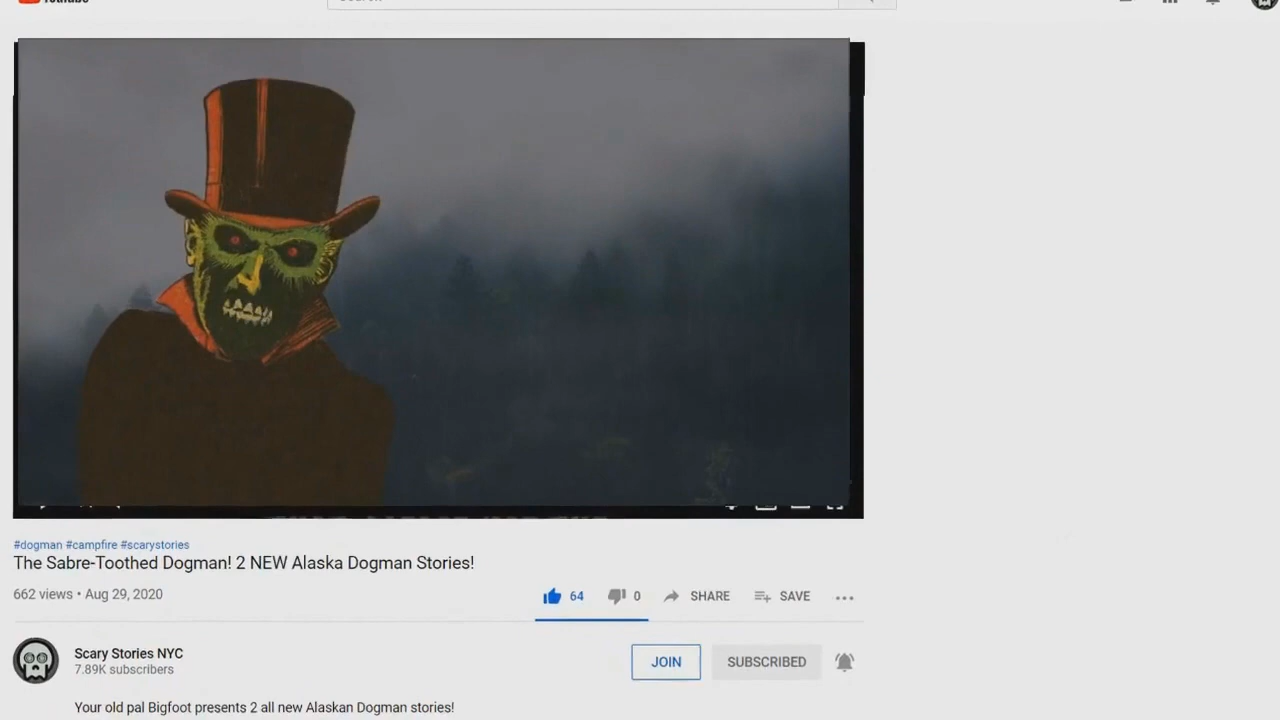 #dogman #campfire #scarystories
The Sabre-Toothed Dogman! 2 NEW Alaska Dogman Stories!
662 views • Aug 29, 2020
64
0
SHARE
SAVE
Scary Stories NYC
7.89K subscribers
JOIN
SUBSCRIBED
Your old pal Bigfoot presents 2 all new Alaskan Dogman stories!